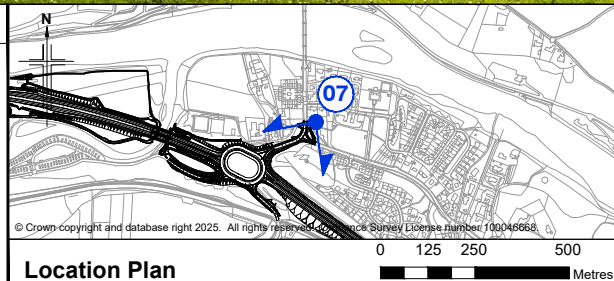 N
07
© Crown copyright and database right 2025. All rights reserved. Ordnance Survey License number 100046668.
Location Plan
0 125 250 500
Metres